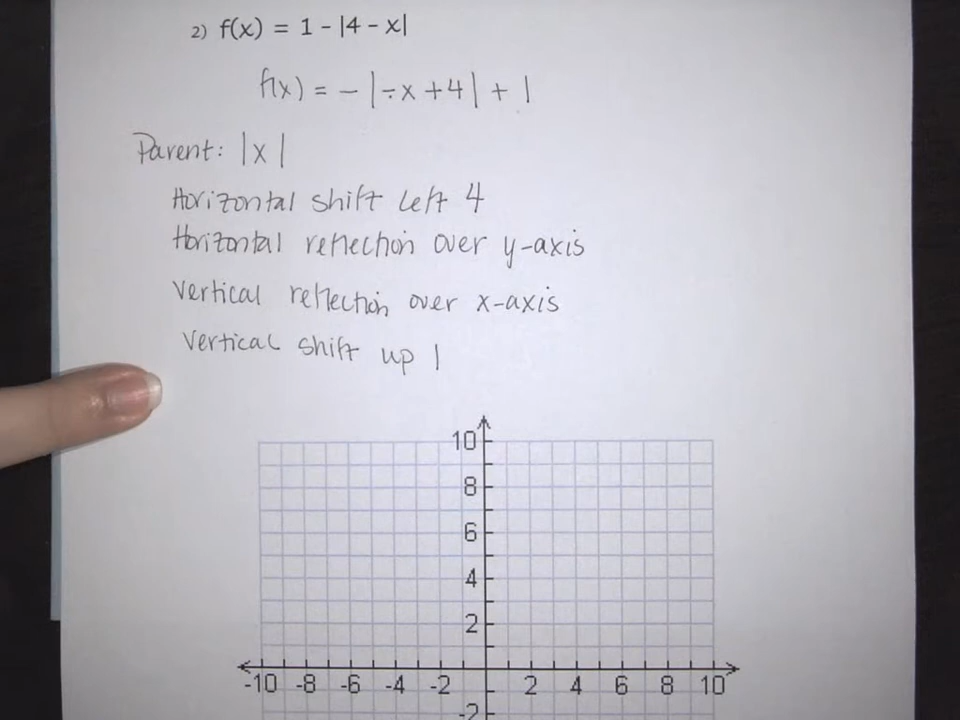 2) f(x) = 1 - |4 - x|
f(x) = - |-x + 4| + 1
Parent: |x|
Horizontal shift left 4
Horizontal reflection over y-axis
Vertical reflection over x-axis
Vertical shift up 1
10
8
6
4
2
-10 -8 -6 -4 -2 2 4 6 8 10
-2